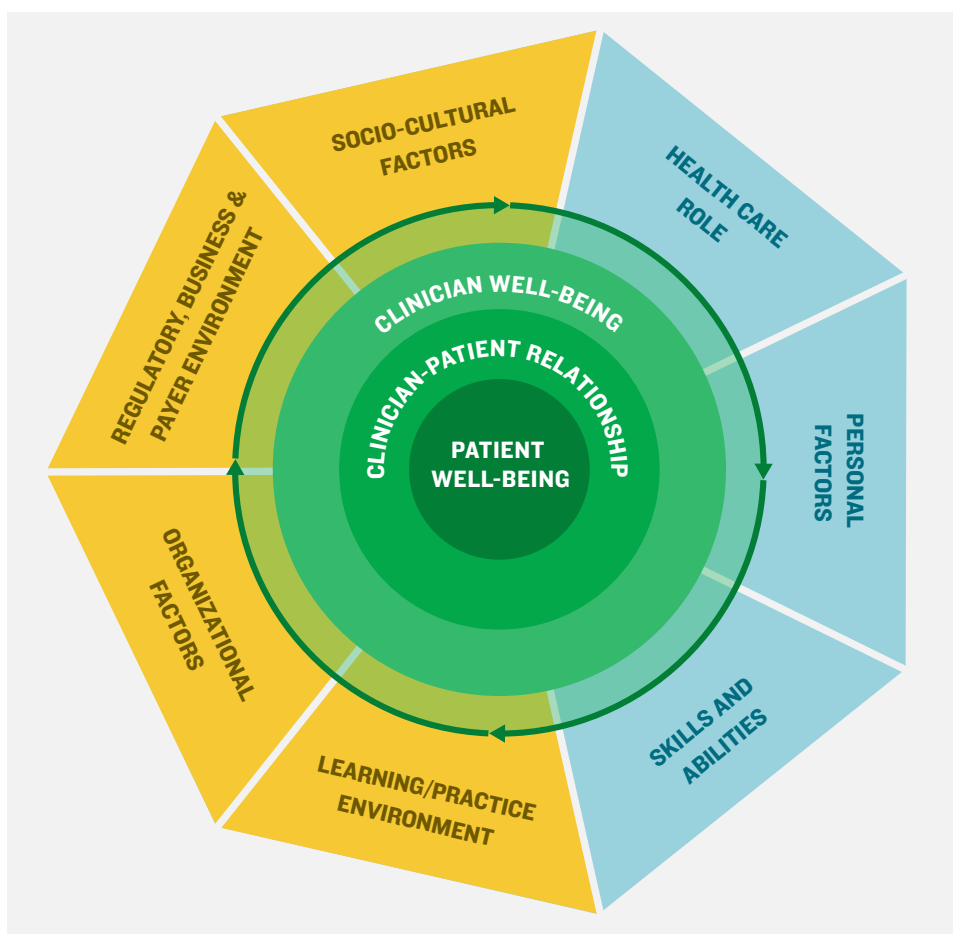 SOCIO-CULTURAL
FACTORS
HEALTH CARE
ROLE
PERSONAL
FACTORS
SKILLS AND
ABILITIES
LEARNING/PRACTICE
ENVIRONMENT
ORGANIZATIONAL
FACTORS
REGULATORY, BUSINESS &
PAYER ENVIRONMENT
CLINICIAN WELL-BEING
CLINICIAN-PATIENT RELATIONSHIP
PATIENT
WELL-BEING